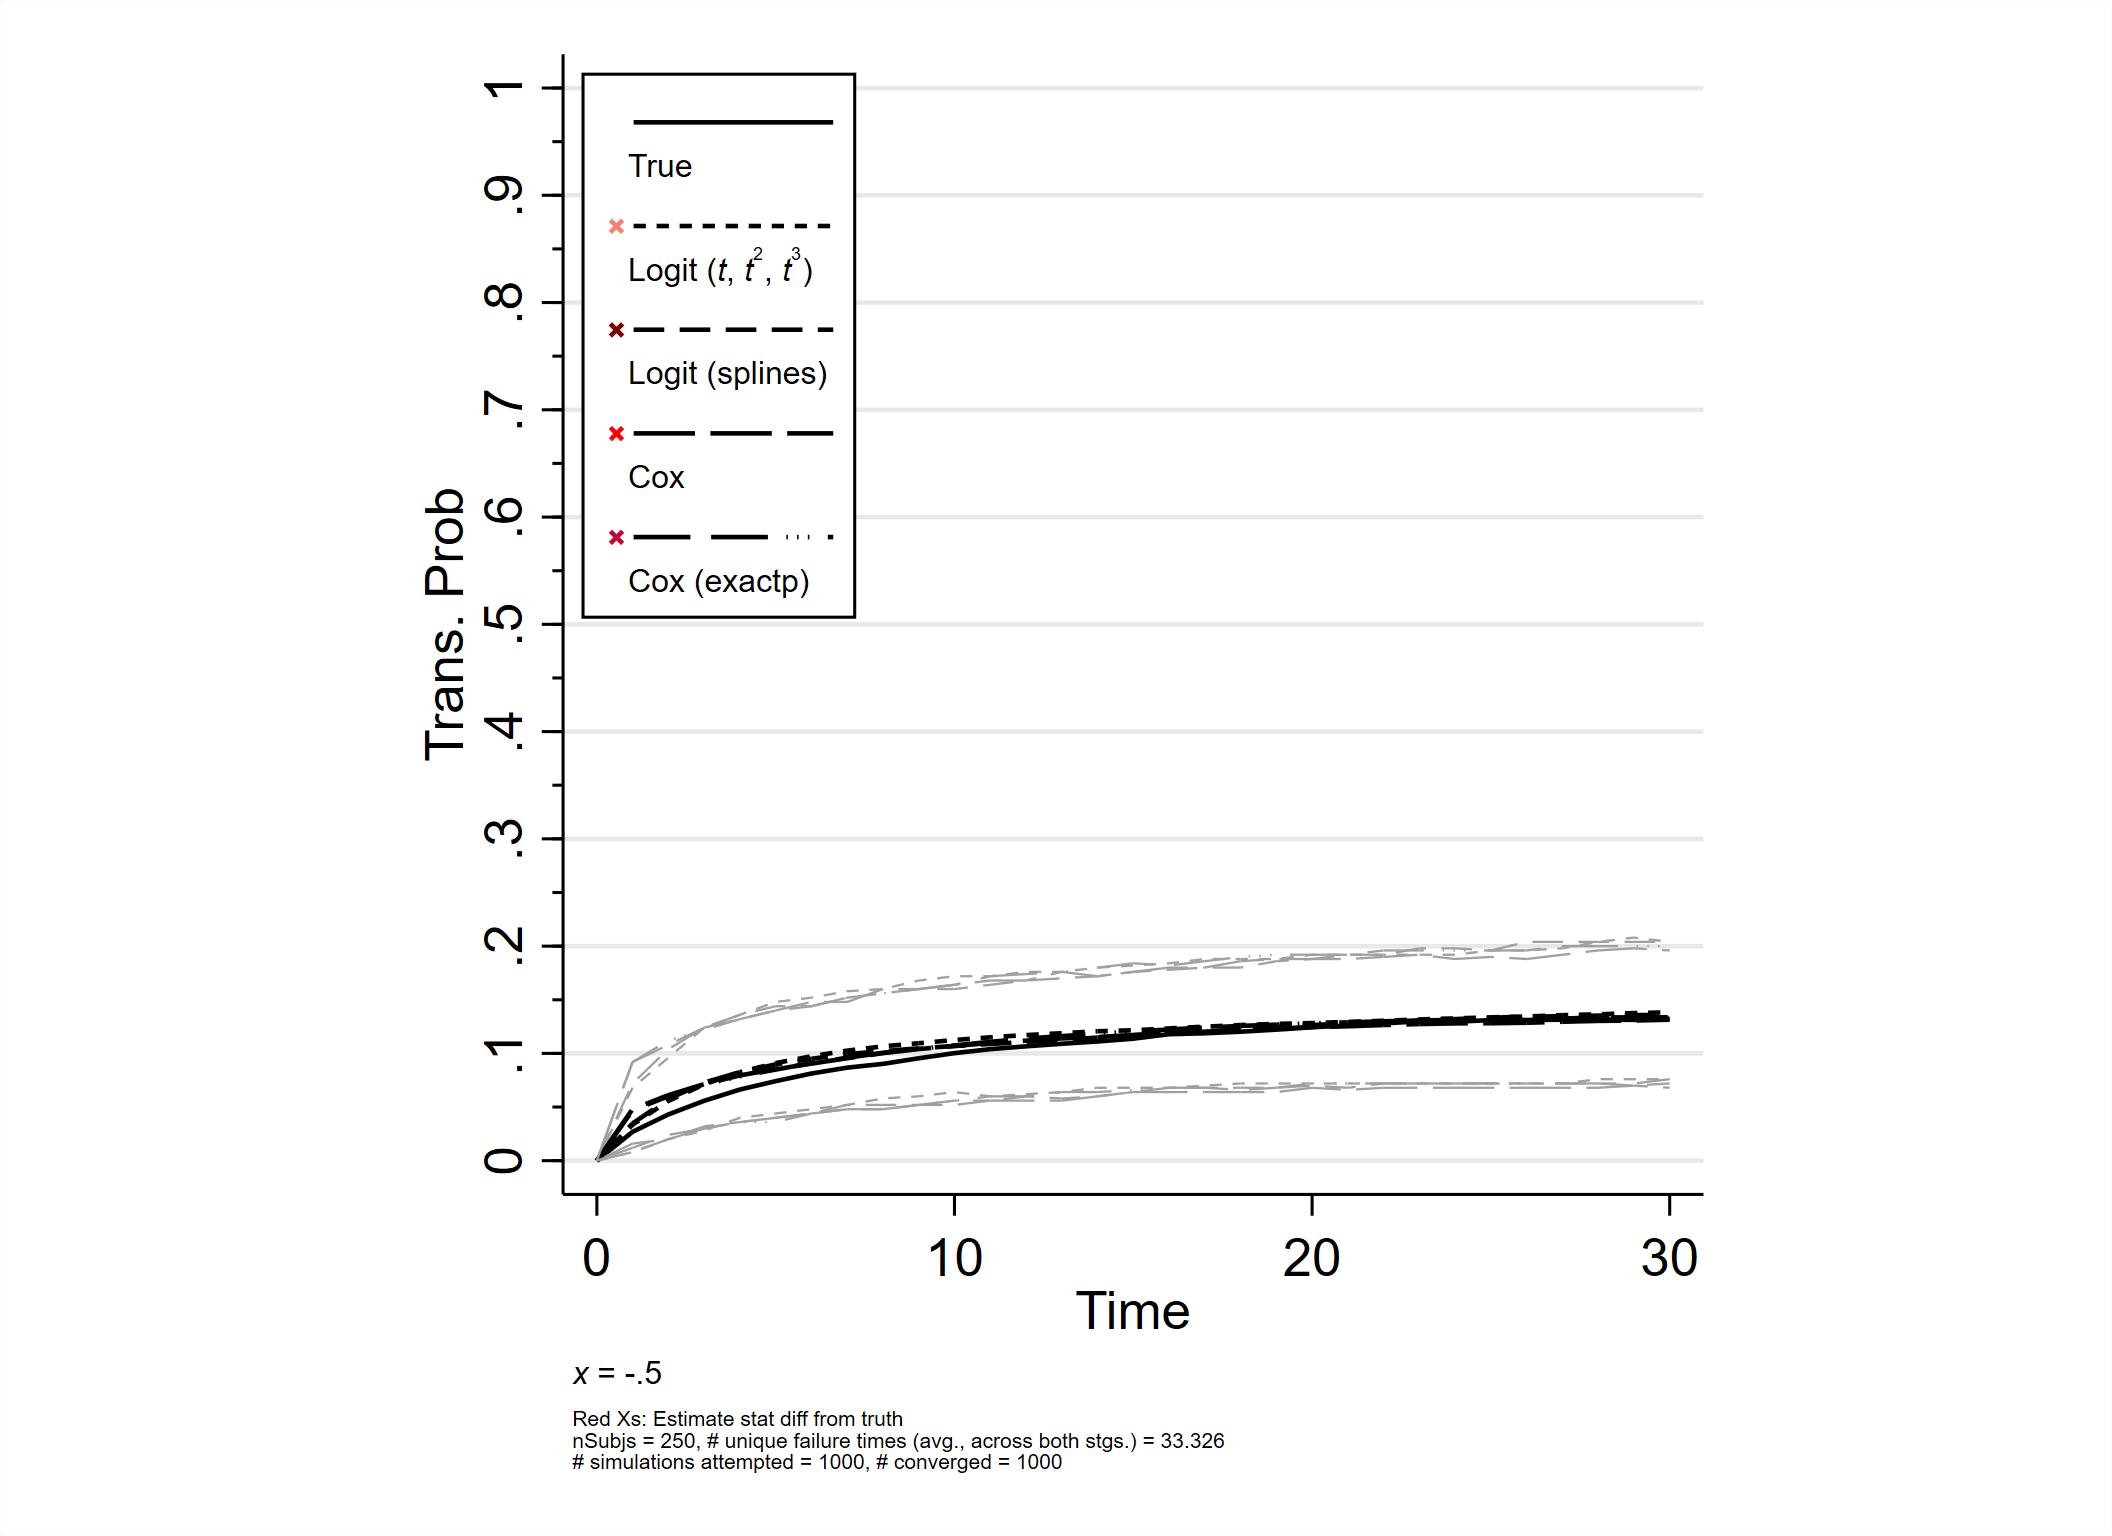 1
.9
.8
.7
.6
.5
.4
.3
.2
.1
0
Trans. Prob
True
Logit (t, t², t³)
Logit (splines)
Cox
Cox (exactp)
0 10 20 30
Time
x = -.5
Red Xs: Estimate stat diff from truth
nSubjs = 250, # unique failure times (avg., across both stgs.) = 33.326
# simulations attempted = 1000, # converged = 1000